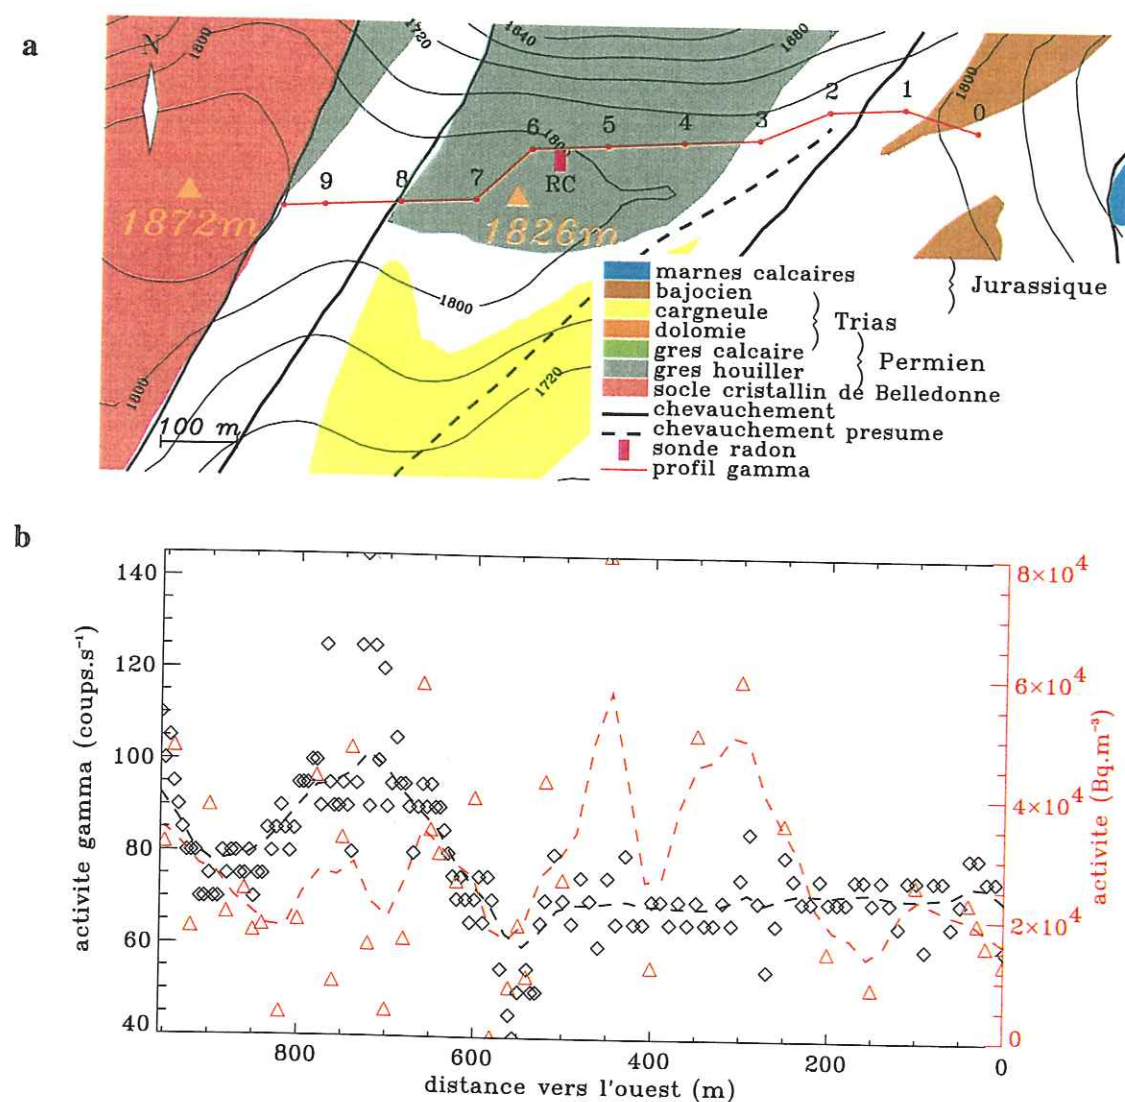 a
N
1800
1720
1640
1680
1800
0
1
2
3
4
5
6
1800
RC
7
8
9
1872m
1826m
1800
1800
1720
100 m
marnes calcaires
bajocien
cargneule
dolomie
gres calcaire
gres houiller
socle cristallin de Belledonne
chevauchement
chevauchement presume
sonde radon
profil gamma
Jurassique
Trias
Permien
b
activite gamma (coups.s⁻¹)
140
120
100
80
60
40
800
600
400
200
0
distance vers l'ouest (m)
8×10⁴
6×10⁴
4×10⁴
2×10⁴
0
activite (Bq.m⁻³)